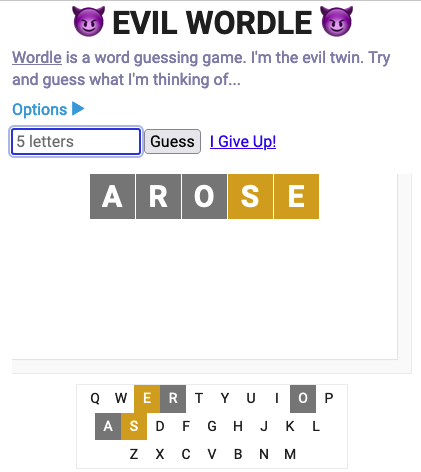 😈 EVIL WORDLE 😈
Wordle is a word guessing game. I'm the evil twin. Try
and guess what I'm thinking of...
Options ▶
5 letters Guess I Give Up!
A R O S E
Q W E R T Y U I O P
A S D F G H J K L
Z X C V B N M